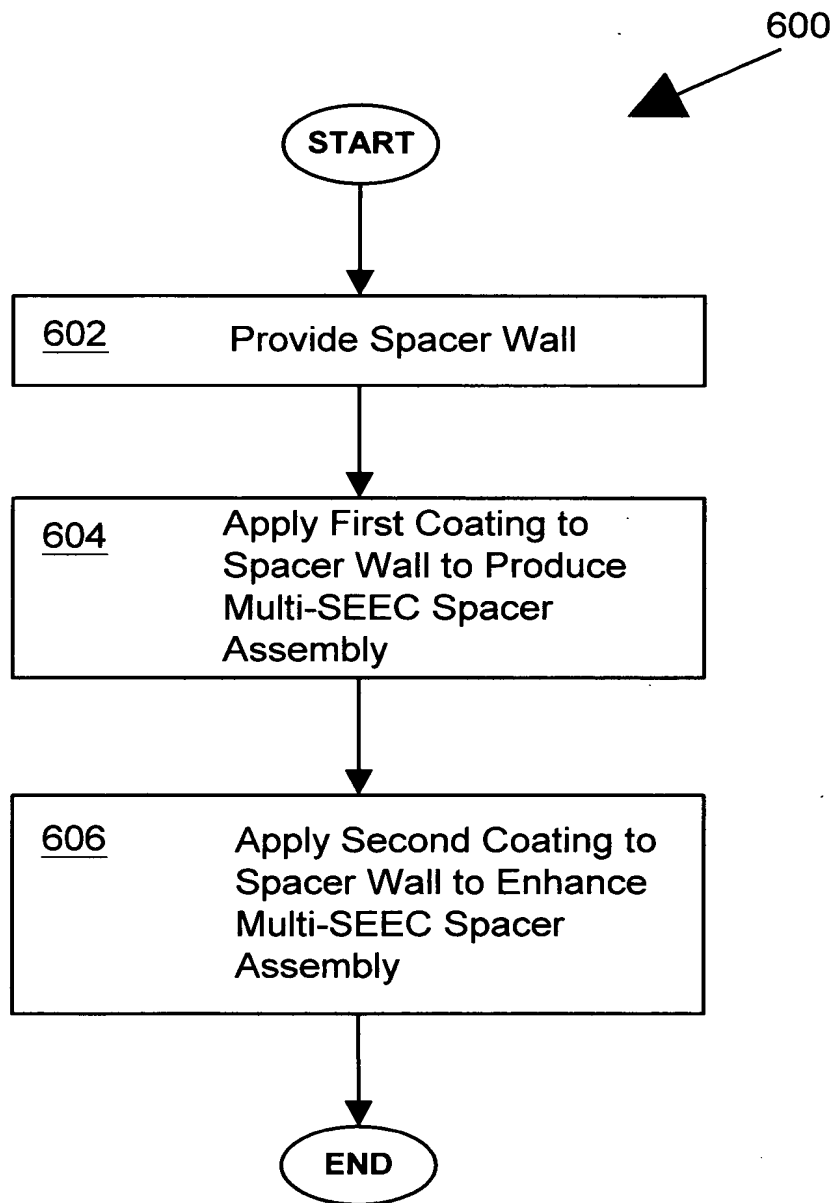 600
START
602 Provide Spacer Wall
604 Apply First Coating to
Spacer Wall to Produce
Multi-SEEC Spacer
Assembly
606 Apply Second Coating to
Spacer Wall to Enhance
Multi-SEEC Spacer
Assembly
END